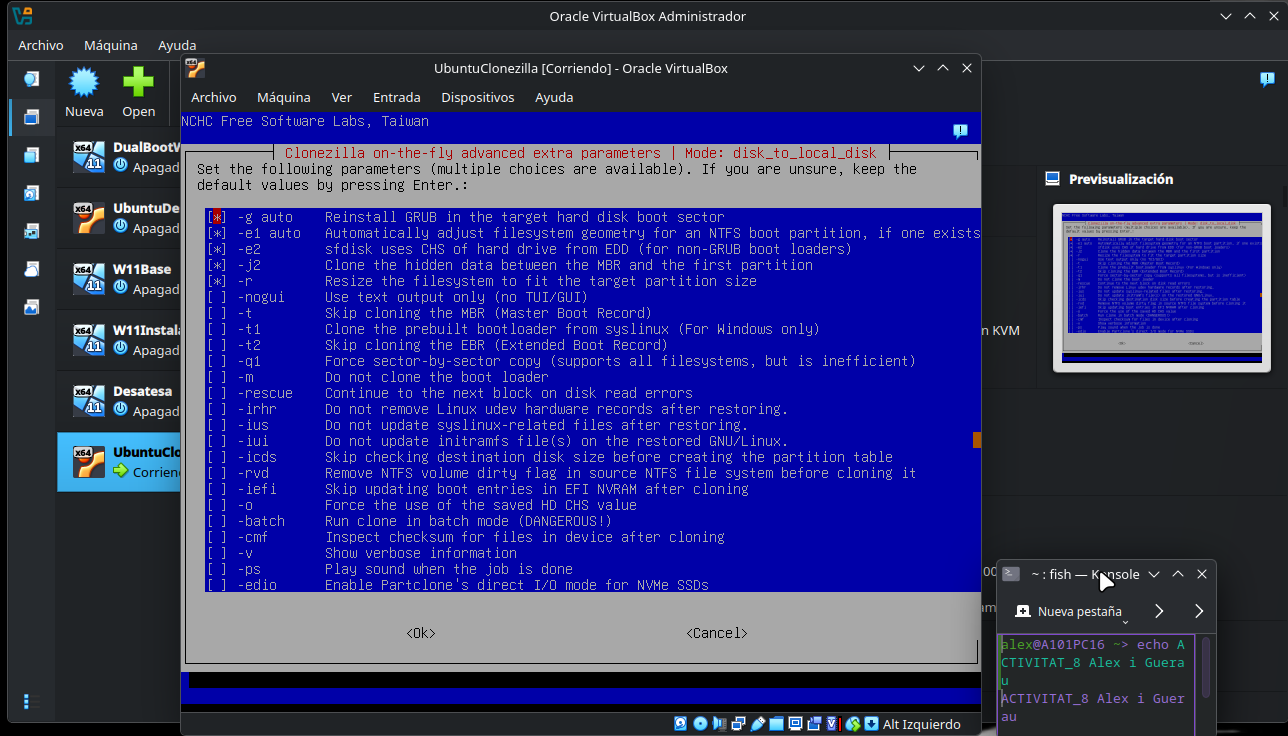 Oracle VirtualBox Administrador
Archivo Máquina Ayuda
Nueva Open
DualBootW
Apagad
UbuntuDe
Apagad
W11Base
Apagad
W11Instala
Apagad
Desatesa
Apagad
UbuntuClo
Corrien
UbuntuClonezilla [Corriendo] - Oracle VirtualBox
Archivo Máquina Ver Entrada Dispositivos Ayuda
NCHC Free Software Labs, Taiwan
Clonezilla on-the-fly advanced extra parameters | Mode: disk_to_local_disk
Set the following parameters (multiple choices are available). If you are unsure, keep the
default values by pressing Enter.:
[*] -g auto Reinstall GRUB in the target hard disk boot sector
[*] -e1 auto Automatically adjust filesystem geometry for an NTFS boot partition, if one exists
[*] -e2 sfdisk uses CHS of hard drive from EDD (for non-GRUB boot loaders)
[*] -j2 Clone the hidden data between the MBR and the first partition
[*] -r Resize the filesystem to fit the target partition size
[ ] -nogui Use text output only (no TUI/GUI)
[ ] -t Skip cloning the MBR (Master Boot Record)
[ ] -t1 Clone the prebuilt bootloader from syslinux (For Windows only)
[ ] -t2 Skip cloning the EBR (Extended Boot Record)
[ ] -q1 Force sector-by-sector copy (supports all filesystems, but is inefficient)
[ ] -m Do not clone the boot loader
[ ] -rescue Continue to the next block on disk read errors
[ ] -irhr Do not remove Linux udev hardware records after restoring.
[ ] -ius Do not update syslinux-related files after restoring.
[ ] -iui Do not update initramfs file(s) on the restored GNU/Linux.
[ ] -icds Skip checking destination disk size before creating the partition table
[ ] -rvd Remove NTFS volume dirty flag in source NTFS file system before cloning it
[ ] -iefi Skip updating boot entries in EFI NVRAM after cloning
[ ] -o Force the use of the saved HD CHS value
[ ] -batch Run clone in batch mode (DANGEROUS!)
[ ] -cmf Inspect checksum for files in device after cloning
[ ] -v Show verbose information
[ ] -ps Play sound when the job is done
[ ] -edio Enable Partclone's direct I/O mode for NVMe SSDs
<Ok> <Cancel>
Alt Izquierdo
Previsualización
n KVM
00
am
~ : fish — Konsole
Nueva pestaña
alex@A101PC16 ~> echo A
CTIVITAT_8 Alex i Guera
u
ACTIVITAT_8 Alex i Guer
au